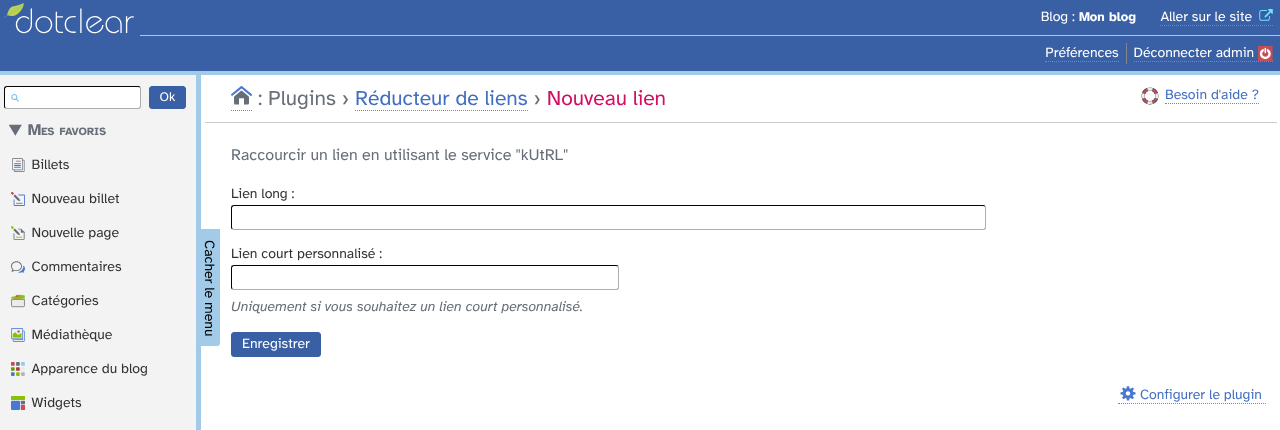 dotclear
Blog : Mon blog Aller sur le site
Préférences Déconnecter admin
Ok
: Plugins › Réducteur de liens › Nouveau lien
Besoin d'aide ?
Mes favoris
Billets
Nouveau billet
Nouvelle page
Commentaires
Catégories
Médiathèque
Apparence du blog
Widgets
Cacher le menu
Raccourcir un lien en utilisant le service "kUtRL"
Lien long :
Lien court personnalisé :
Uniquement si vous souhaitez un lien court personnalisé.
Enregistrer
Configurer le plugin